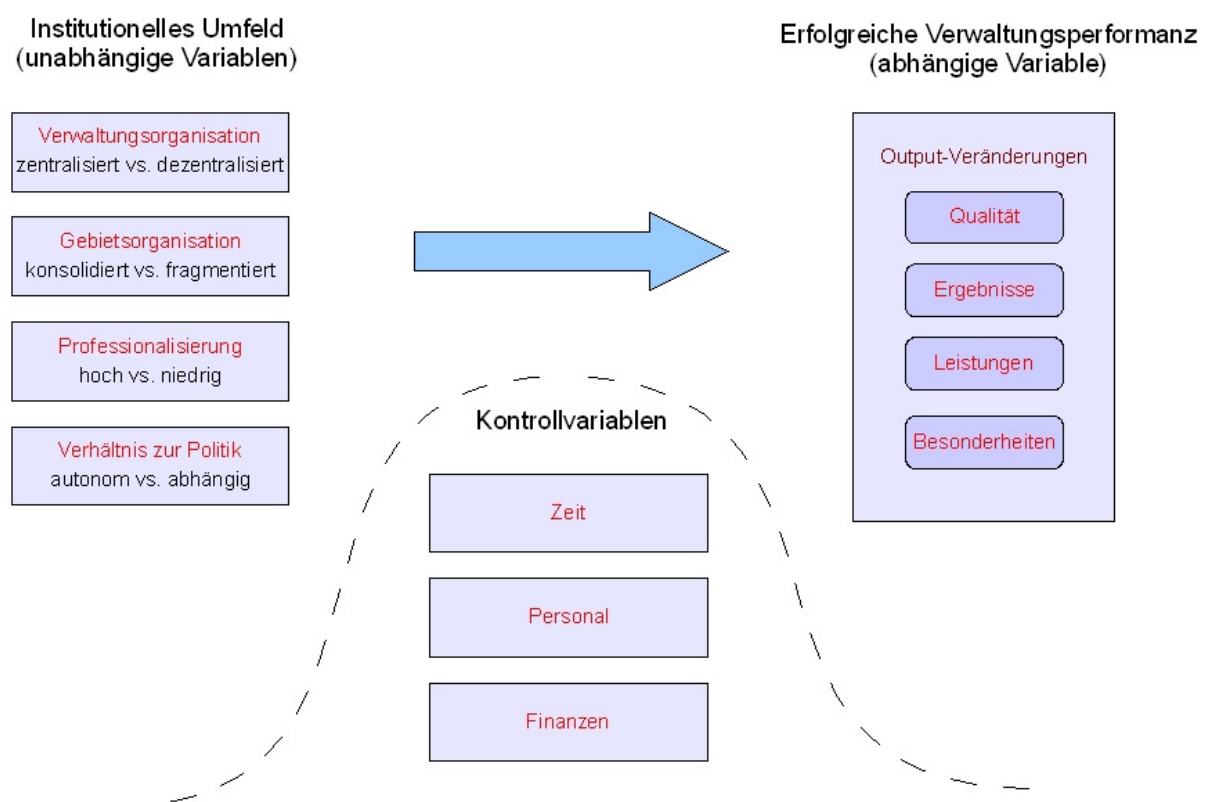 Institutionelles Umfeld
(unabhängige Variablen)
Verwaltungsorganisation
zentralisiert vs. dezentralisiert
Gebietsorganisation
konsolidiert vs. fragmentiert
Professionalisierung
hoch vs. niedrig
Verhältnis zur Politik
autonom vs. abhängig
Kontrollvariablen
Zeit
Personal
Finanzen
Erfolgreiche Verwaltungsperformanz
(abhängige Variable)
Output-Veränderungen
Qualität
Ergebnisse
Leistungen
Besonderheiten